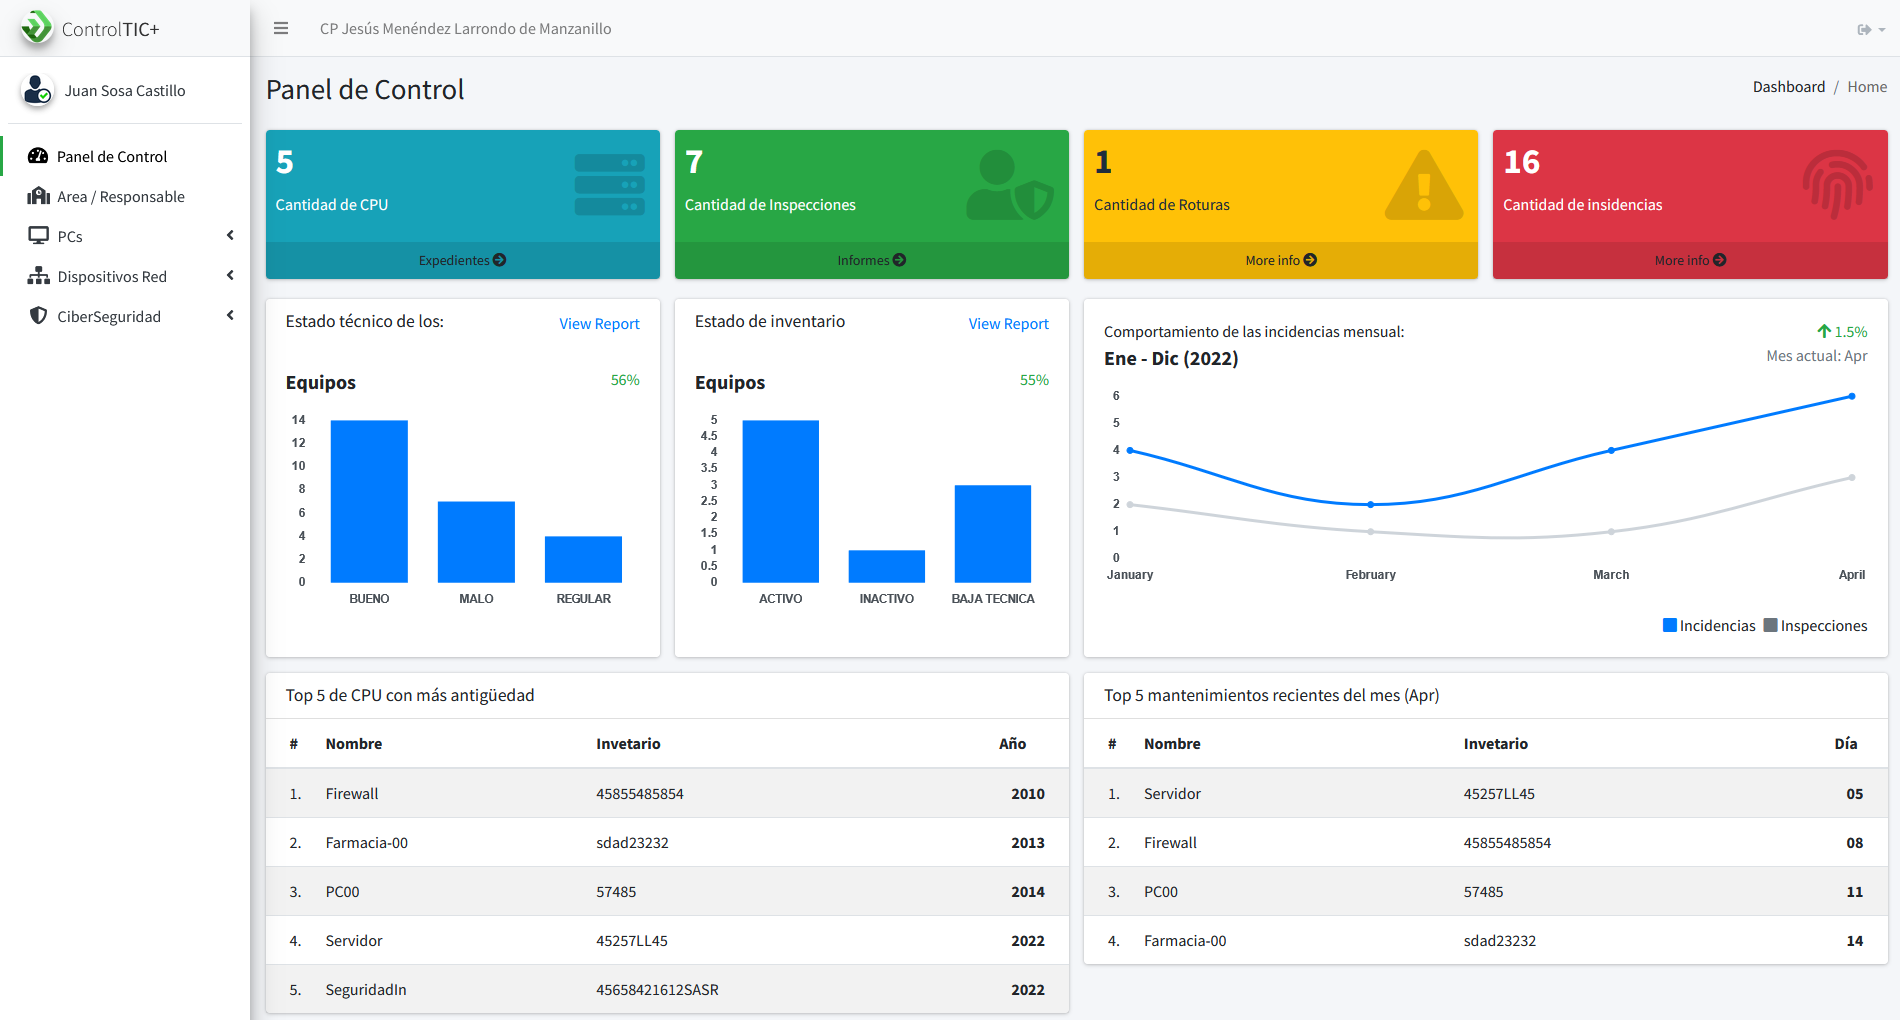 ControlTIC+
CP Jesús Menéndez Larrondo de Manzanillo
Juan Sosa Castillo
Panel de Control
Area / Responsable
PCs
Dispositivos Red
CiberSeguridad
Panel de Control
Dashboard / Home
5
Cantidad de CPU
Expedientes
7
Cantidad de Inspecciones
Informes
1
Cantidad de Roturas
More info
16
Cantidad de insidencias
More info
Estado técnico de los:
View Report
Equipos
56%
14
12
10
8
6
4
2
0
BUENO MALO REGULAR
Estado de inventario
View Report
Equipos
55%
5
4.5
4
3.5
3
2.5
2
1.5
1
0.5
0
ACTIVO INACTIVO BAJA TECNICA
Comportamiento de las incidencias mensual:
1.5%
Ene - Dic (2022)
Mes actual: Apr
6
5
4
3
2
1
0
January February March April
Incidencias Inspecciones
Top 5 de CPU con más antigüedad
# Nombre Invetario Año
1. Firewall 45855485854 2010
2. Farmacia-00 sdad23232 2013
3. PC00 57485 2014
4. Servidor 45257LL45 2022
5. SeguridadIn 45658421612SASR 2022
Top 5 mantenimientos recientes del mes (Apr)
# Nombre Invetario Día
1. Servidor 45257LL45 05
2. Firewall 45855485854 08
3. PC00 57485 11
4. Farmacia-00 sdad23232 14